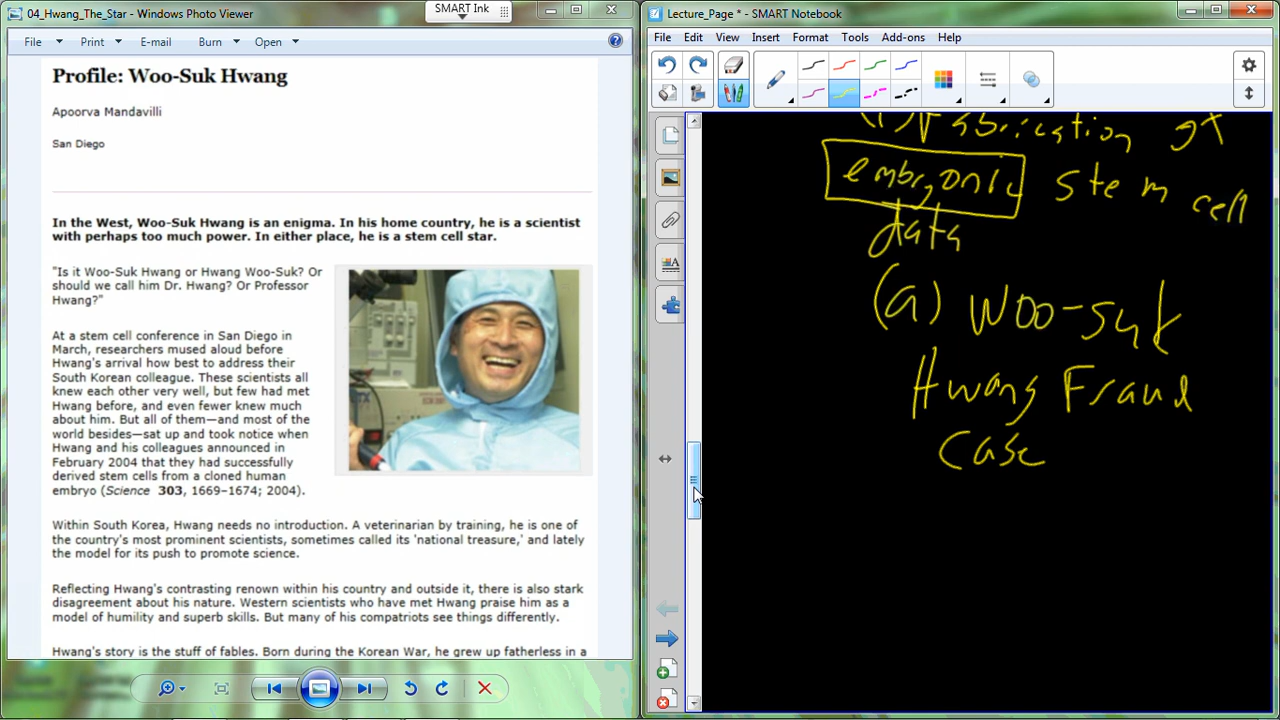 04_Hwang_The_Star - Windows Photo Viewer
SMART Ink
File Print E-mail Burn Open
Profile: Woo-Suk Hwang
Apoorva Mandavilli
San Diego
In the West, Woo-Suk Hwang is an enigma. In his home country, he is a scientist
with perhaps too much power. In either place, he is a stem cell star.
"Is it Woo-Suk Hwang or Hwang Woo-Suk? Or
should we call him Dr. Hwang? Or Professor
Hwang?"
At a stem cell conference in San Diego in
March, researchers mused aloud before
Hwang's arrival how best to address their
South Korean colleague. These scientists all
knew each other very well, but few had met
Hwang before, and even fewer knew much
about him. But all of them—and most of the
world besides—sat up and took notice when
Hwang and his colleagues announced in
February 2004 that they had successfully
derived stem cells from a cloned human
embryo (Science 303, 1669–1674; 2004).
Within South Korea, Hwang needs no introduction. A veterinarian by training, he is one of
the country's most prominent scientists, sometimes called its 'national treasure,' and lately
the model for its push to promote science.
Reflecting Hwang's contrasting renown within his country and outside it, there is also stark
disagreement about his nature. Western scientists who have met Hwang praise him as a
model of humility and superb skills. But many of his compatriots see things differently.
Hwang's story is the stuff of fables. Born during the Korean War, he grew up fatherless in a
Lecture_Page * - SMART Notebook
File Edit View Insert Format Tools Add-ons Help
Fabrication of
embryonic stem cell
data
(a) Woo-Suk
Hwang Fraud
Case